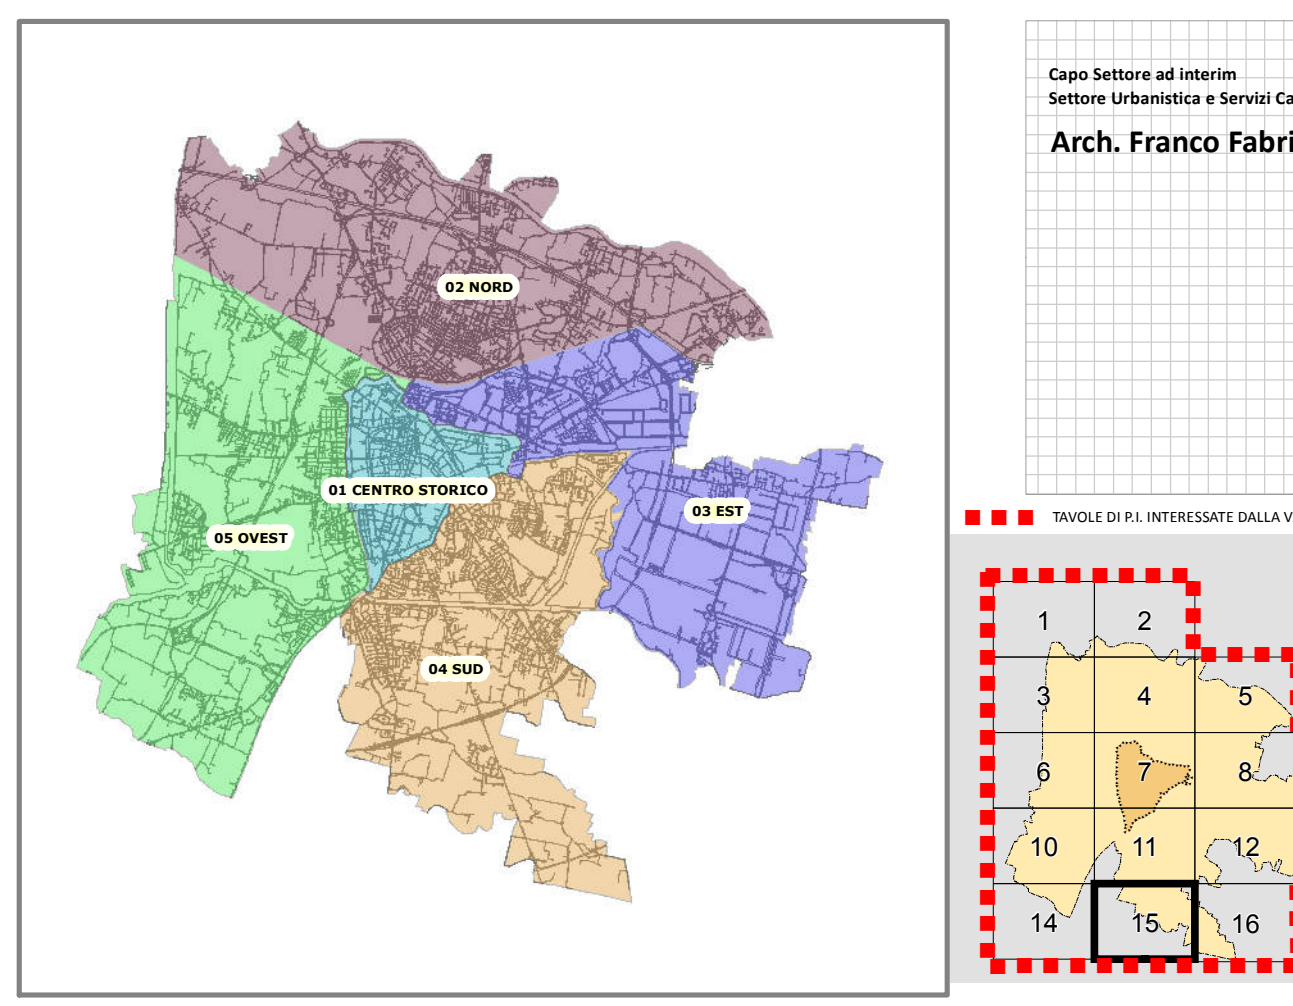 Capo Settore ad interim
Settore Urbanistica e Servizi Ca
Arch. Franco Fabri
02 NORD
01 CENTRO STORICO
03 EST
05 OVEST
04 SUD
TAVOLE DI P.I. INTERESSATE DALLA V
1 2
3 4 5
6 7 8
10 11 12
14 15 16